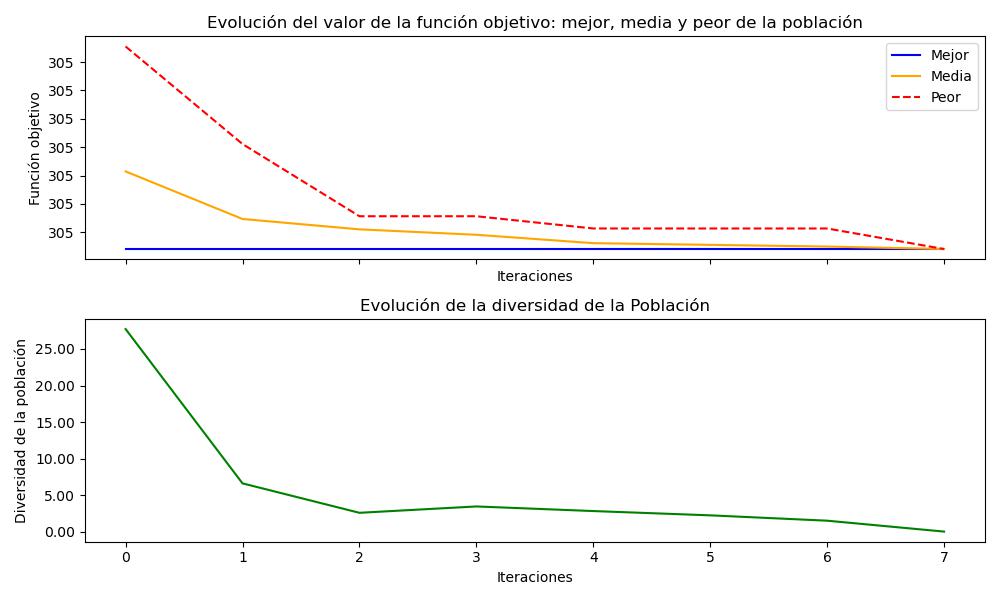 Evolución del valor de la función objetivo: mejor, media y peor de la población
Función objetivo
305
305
305
305
305
305
305
Mejor
Media
Peor
Iteraciones
Evolución de la diversidad de la Población
Diversidad de la población
25.00
20.00
15.00
10.00
5.00
0.00
0 1 2 3 4 5 6 7
Iteraciones